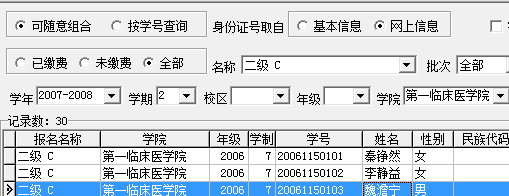 可随意组合 按学号查询 身份证号取自 基本信息 网上信息
已缴费 未缴费 全部 名称 二级 C 批次 全部
学年 2007-2008 学期 2 校区 年级 学院 第一临床医学院
记录数: 30
报名名称 学院 年级 学制 学号 姓名 性别 民族代码
二级 C 第一临床医学院 2006 7 20061150101 秦铮然 女
二级 C 第一临床医学院 2006 7 20061150102 李静益 女
二级 C 第一临床医学院 2006 7 20061150103 魏澹宁 男